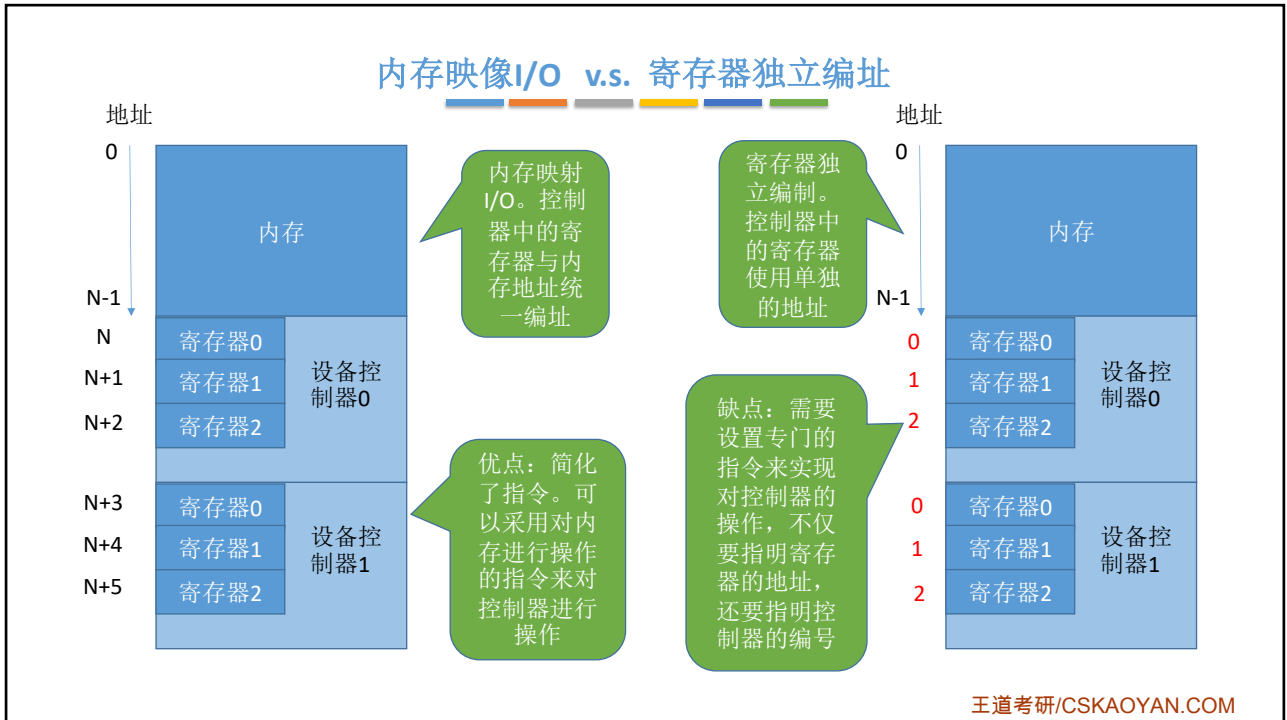 内存映像I/O v.s. 寄存器独立编址
地址
0
内存
N-1
N
寄存器0
N+1
寄存器1
N+2
寄存器2
设备控
制器0
N+3
寄存器0
N+4
寄存器1
N+5
寄存器2
设备控
制器1
内存映射
I/O。控制
器中的寄
存器与内
存地址统
一编址
优点：简化
了指令。可
以采用对内
存进行操作
的指令来对
控制器进行
操作
寄存器独
立编制。
控制器中
的寄存器
使用单独
的地址
缺点：需要
设置专门的
指令来实现
对控制器的
操作，不仅
要指明寄存
器的地址，
还要指明控
制器的编号
地址
0
内存
N-1
0
寄存器0
1
寄存器1
2
寄存器2
设备控
制器0
0
寄存器0
1
寄存器1
2
寄存器2
设备控
制器1
王道考研/CSKAOYAN.COM